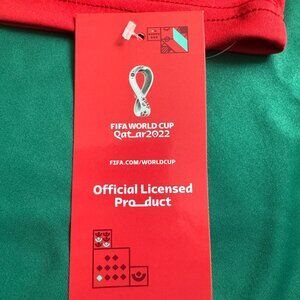 FIFA WORLD CUP
Qatar2022
FIFA.COM/WORLDCUP
Official Licensed
Product